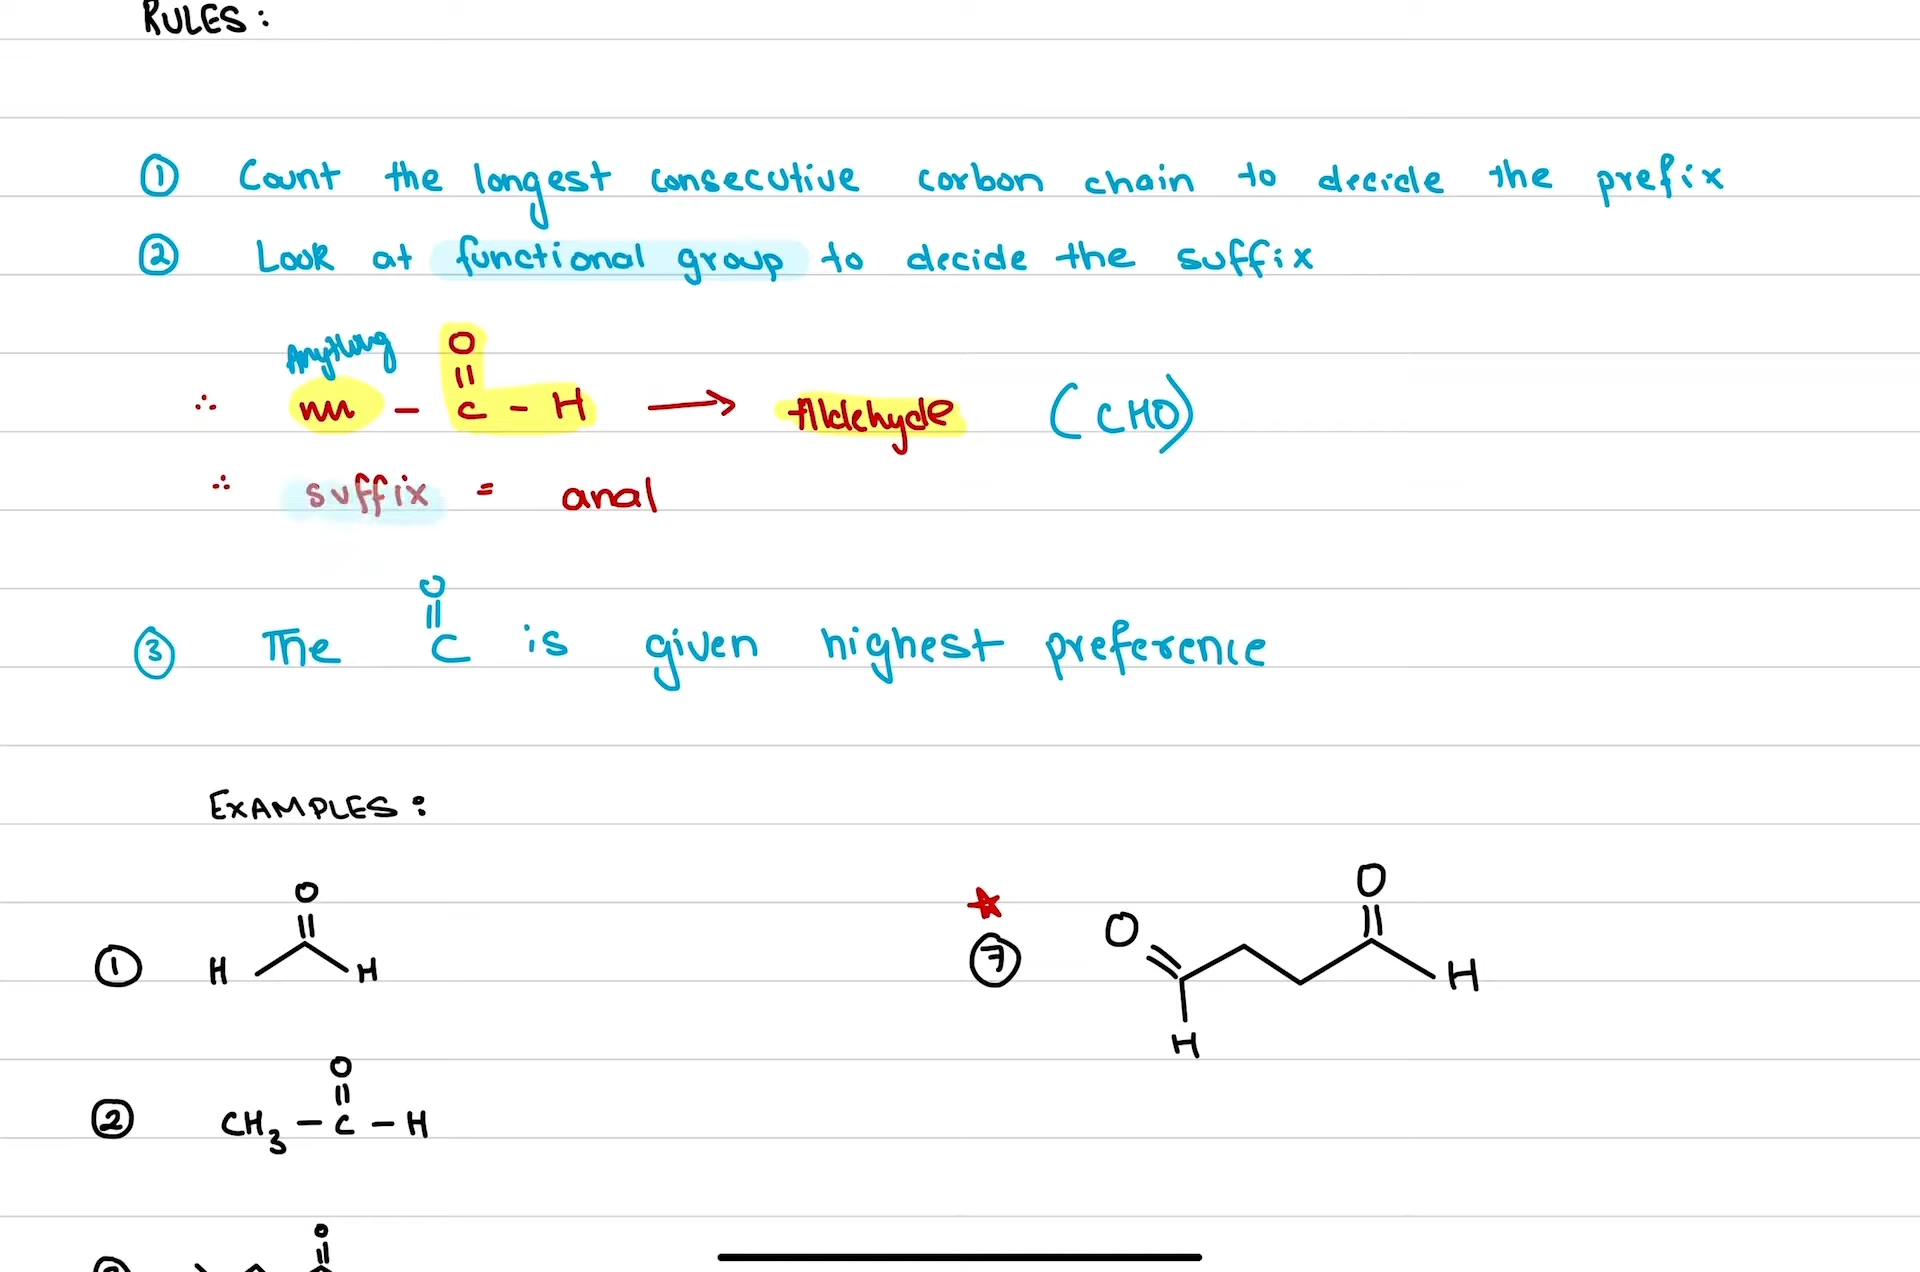 RULES :
① Count the longest consecutive carbon chain to decide the prefix
② Look at functional group to decide the suffix
Anything
O
||
∴ – C – H → Aldehyde (CHO)
∴ suffix = anal
O
||
③ The C is given highest preference
EXAMPLES :
O
||
① H H
⑦ O O
H
H
O
||
② CH₃ – C – H
O
||